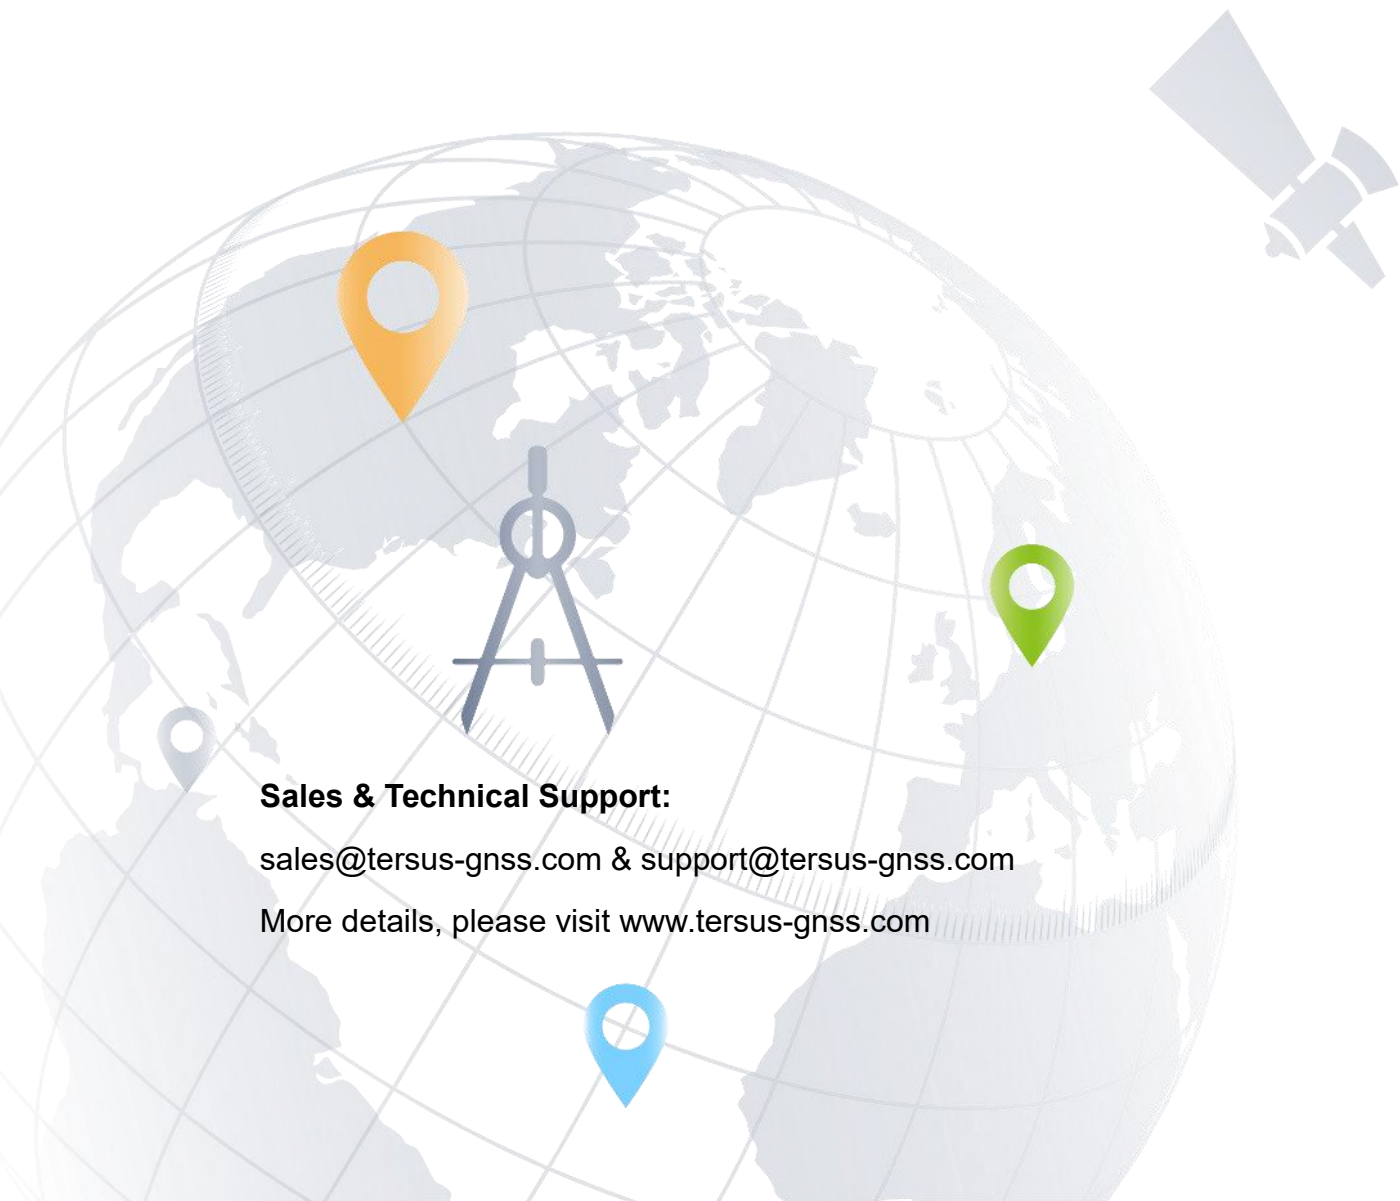 Sales & Technical Support:
sales@tersus-gnss.com & support@tersus-gnss.com
More details, please visit www.tersus-gnss.com